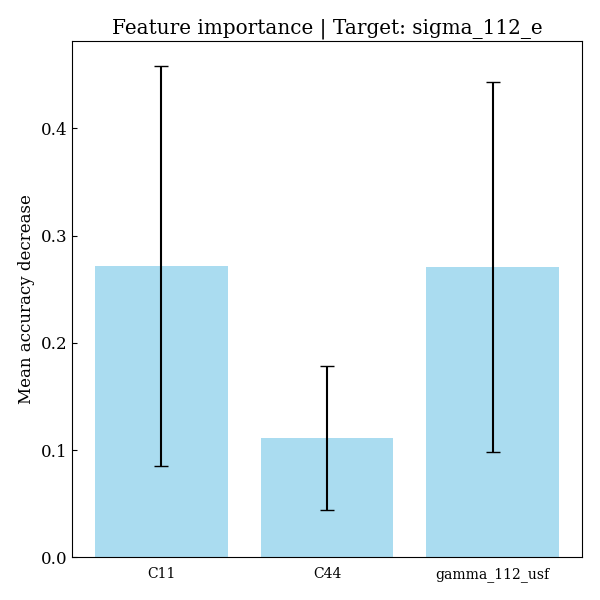 Feature importance | Target: sigma_112_e
Mean accuracy decrease
0.4
0.3
0.2
0.1
0.0
C11
C44
gamma_112_usf